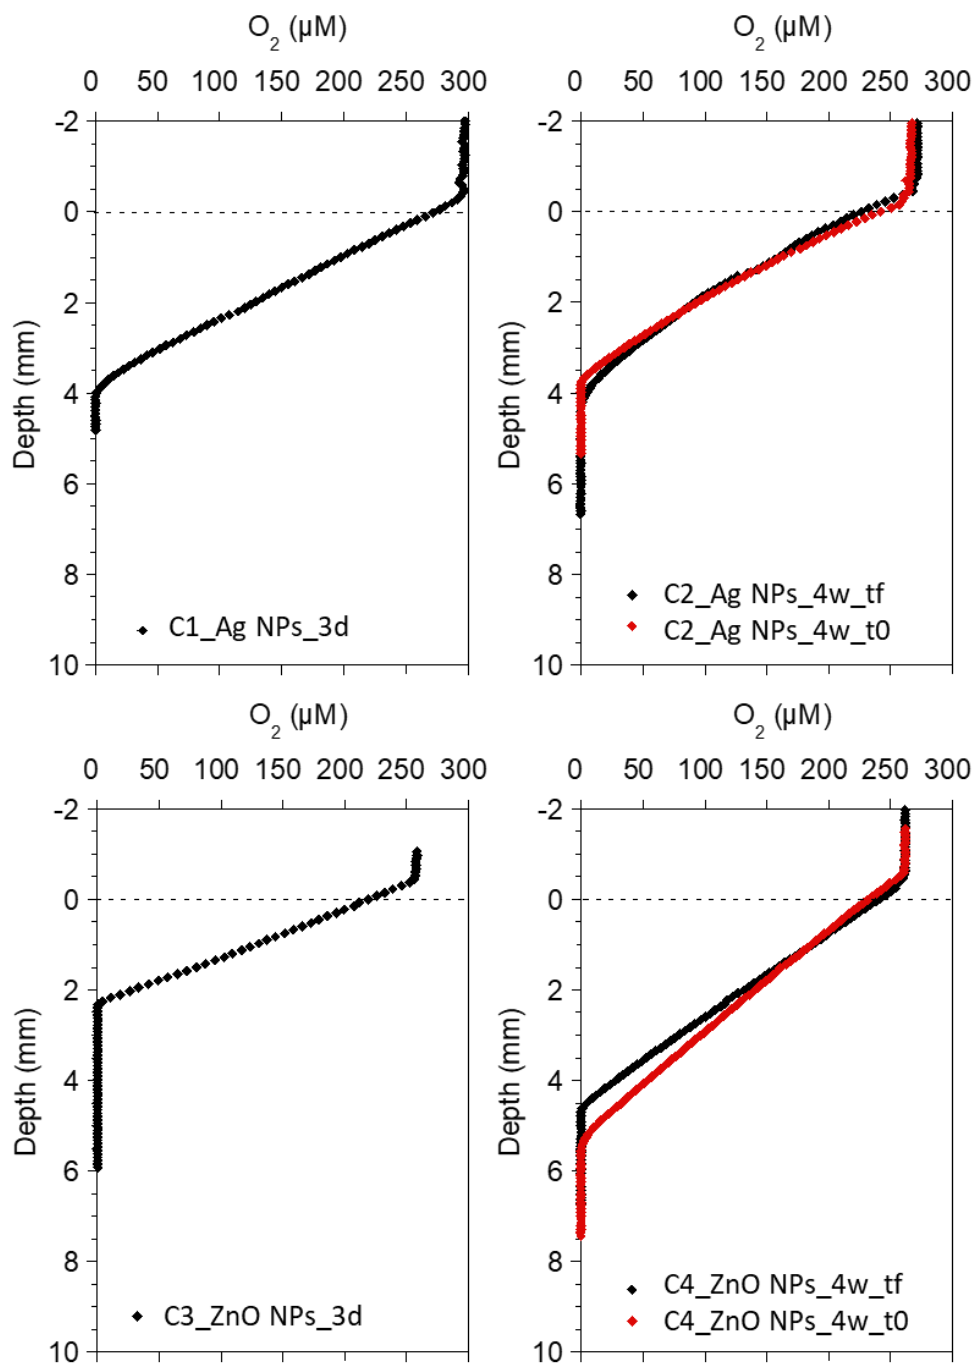 O2 (µM)
0 50 100 150 200 250 300
-2
0
2
4
6
8
10
Depth (mm)
C1_Ag NPs_3d
O2 (µM)
0 50 100 150 200 250 300
-2
0
2
4
6
8
10
Depth (mm)
C2_Ag NPs_4w_tf
C2_Ag NPs_4w_t0
O2 (µM)
0 50 100 150 200 250 300
-2
0
2
4
6
8
10
Depth (mm)
C3_ZnO NPs_3d
O2 (µM)
0 50 100 150 200 250 300
-2
0
2
4
6
8
10
Depth (mm)
C4_ZnO NPs_4w_tf
C4_ZnO NPs_4w_t0